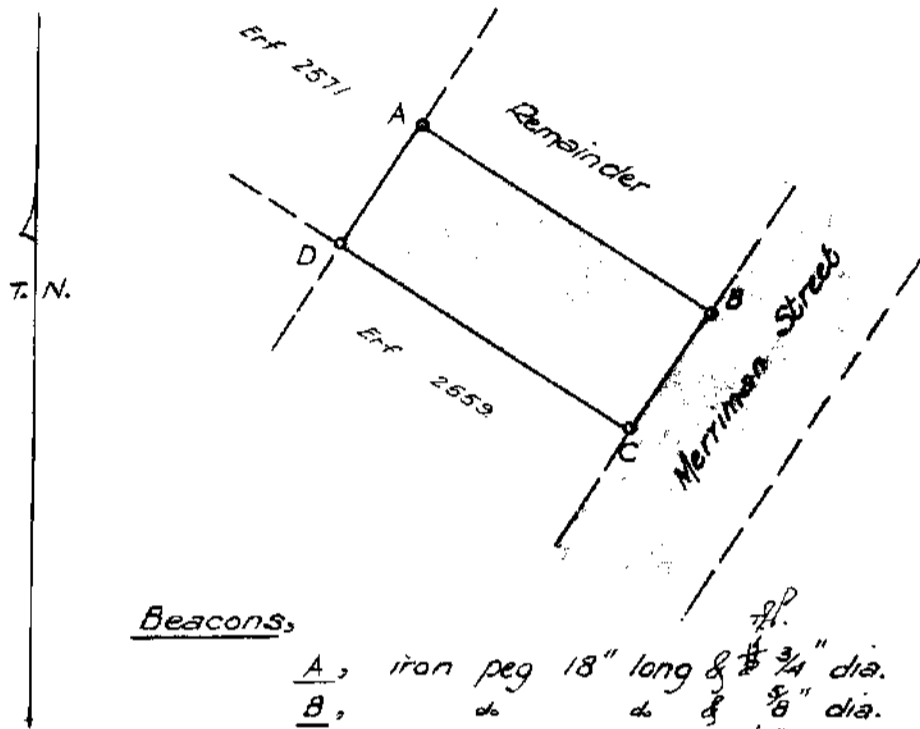 Erf 2571
A
Remainder
D
T. N.
B
Erf 2559.
C
Merriman Street
Beacons,
A, iron peg 18" long & 3/4" dia.
B, do do & 5/8" dia.